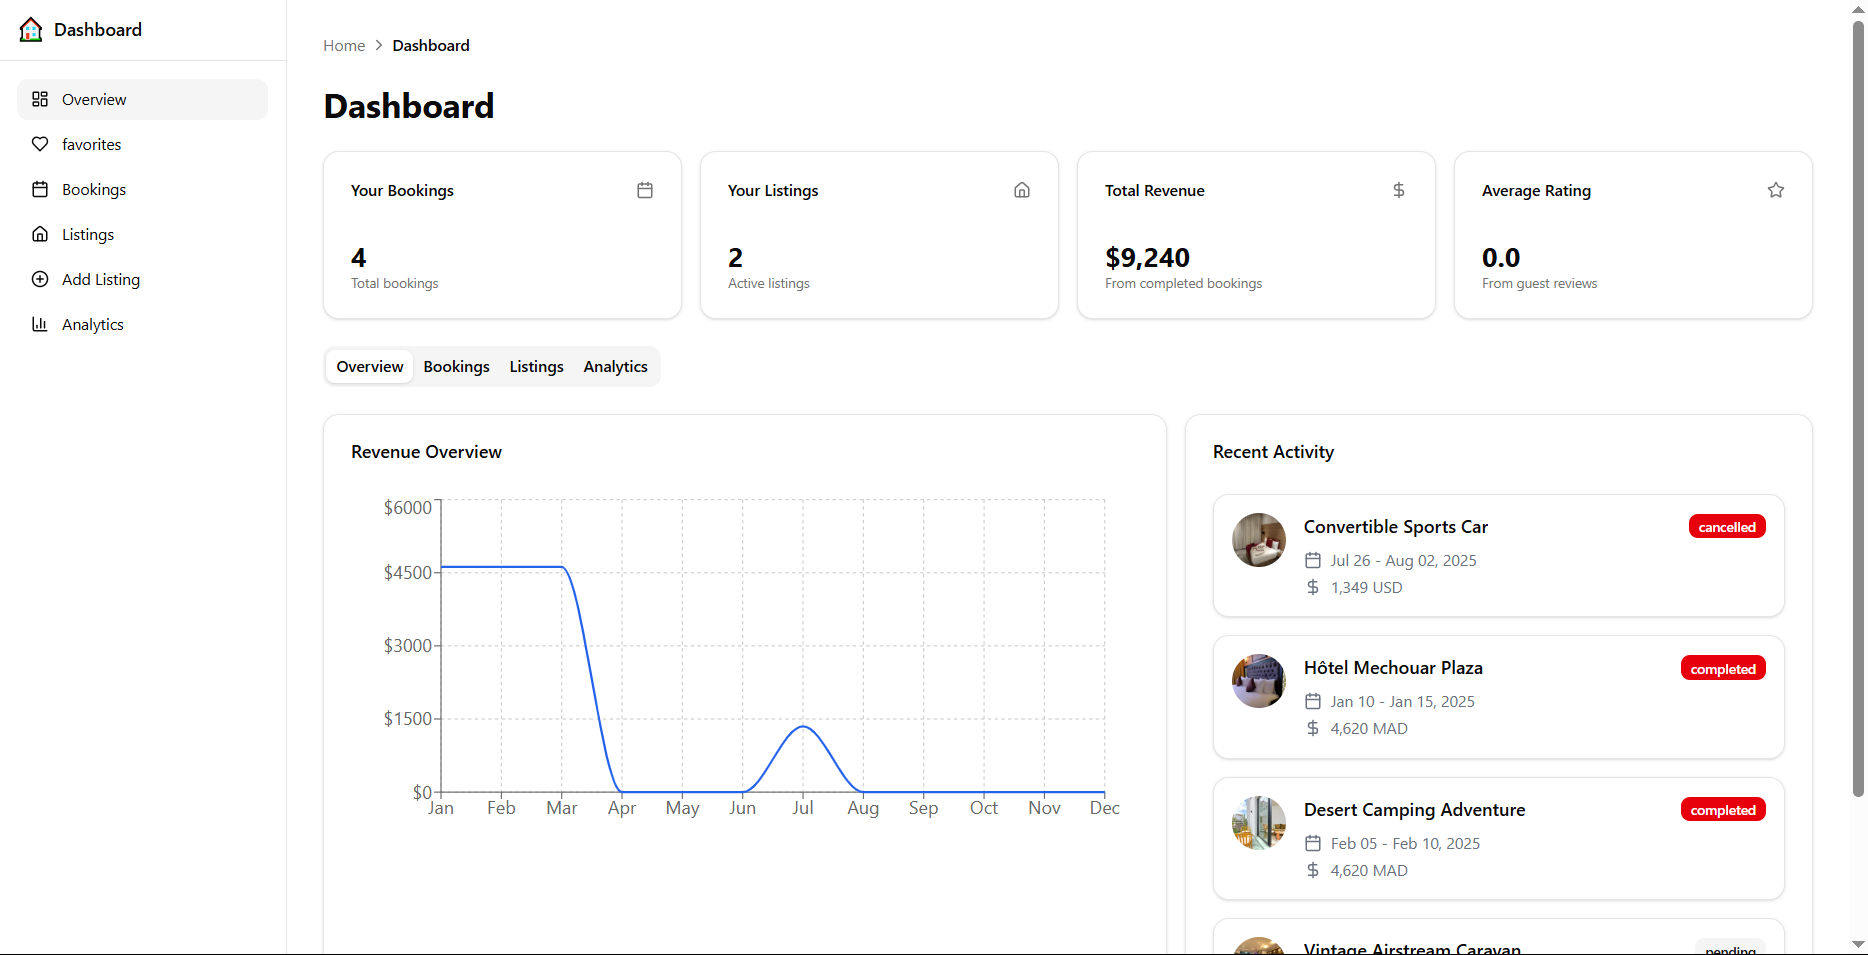 Dashboard
Overview
favorites
Bookings
Listings
Add Listing
Analytics
Home > Dashboard
Dashboard
Your Bookings
4
Total bookings
Your Listings
2
Active listings
Total Revenue
$9,240
From completed bookings
Average Rating
0.0
From guest reviews
Overview Bookings Listings Analytics
Revenue Overview
$6000
$4500
$3000
$1500
$0
Jan Feb Mar Apr May Jun Jul Aug Sep Oct Nov Dec
Recent Activity
Convertible Sports Car cancelled
Jul 26 - Aug 02, 2025
$ 1,349 USD
Hôtel Mechouar Plaza completed
Jan 10 - Jan 15, 2025
$ 4,620 MAD
Desert Camping Adventure completed
Feb 05 - Feb 10, 2025
$ 4,620 MAD
Vintage Airstream Caravan pending